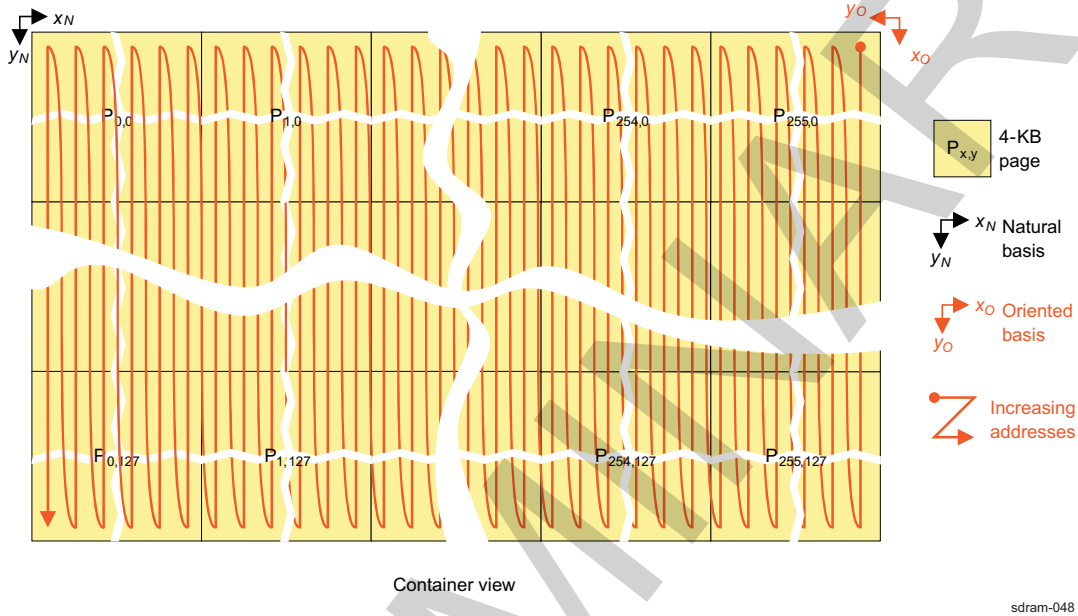 x_N
y_N
y_O
x_O
P_0,0
P_1,0
P_254,0
P_255,0
P_x,y
4-KB
page
x_N Natural
y_N basis
x_O Oriented
y_O basis
Increasing
addresses
P_0,127
P_1,127
P_254,127
P_255,127
Container view
sdram-048